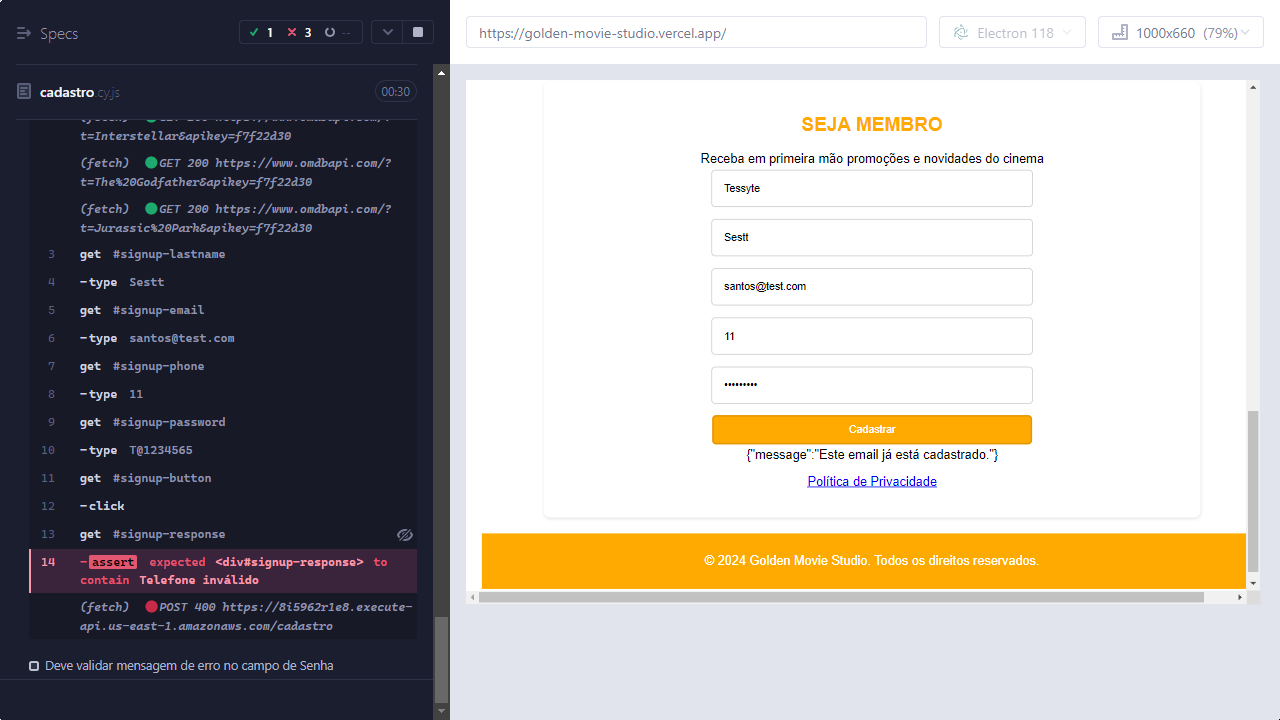 Specs
1
3
--
https://golden-movie-studio.vercel.app/
Electron 118
1000x660 (79%)
cadastro.cy.js
00:30
(fetch) GET 200 https://www.omdbapi.com/?
t=Interstellar&apikey=f7f22d30
(fetch) GET 200 https://www.omdbapi.com/?
t=The%20Godfather&apikey=f7f22d30
(fetch) GET 200 https://www.omdbapi.com/?
t=Jurassic%20Park&apikey=f7f22d30
3 get #signup-lastname
4 -type Sestt
5 get #signup-email
6 -type santos@test.com
7 get #signup-phone
8 -type 11
9 get #signup-password
10 -type T@1234565
11 get #signup-button
12 -click
13 get #signup-response
14 -assert expected <div#signup-response> to
contain Telefone inválido
(fetch) POST 400 https://8i5962r1e8.execute-
api.us-east-1.amazonaws.com/cadastro
Deve validar mensagem de erro no campo de Senha
SEJA MEMBRO
Receba em primeira mão promoções e novidades do cinema
Tessyte
Sestt
santos@test.com
11
•••••••••
Cadastrar
{"message":"Este email já está cadastrado."}
Política de Privacidade
© 2024 Golden Movie Studio. Todos os direitos reservados.